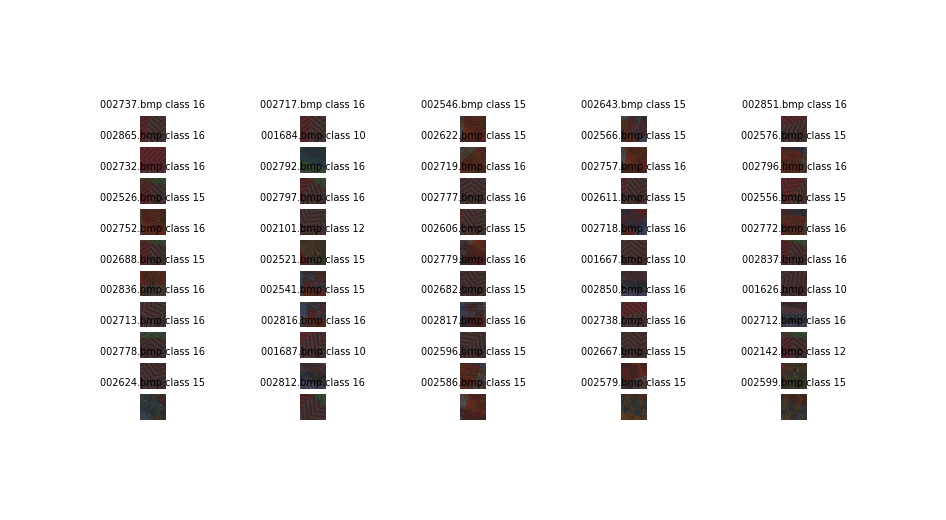 002737.bmp class 16 002717.bmp class 16 002546.bmp class 15 002643.bmp class 15 002851.bmp class 16
002865.bmp class 16 001684.bmp class 10 002622.bmp class 15 002566.bmp class 15 002576.bmp class 15
002732.bmp class 16 002792.bmp class 16 002719.bmp class 16 002757.bmp class 16 002796.bmp class 16
002526.bmp class 15 002797.bmp class 16 002777.bmp class 16 002611.bmp class 15 002556.bmp class 15
002752.bmp class 16 002101.bmp class 12 002606.bmp class 15 002718.bmp class 16 002772.bmp class 16
002688.bmp class 15 002521.bmp class 15 002779.bmp class 16 001667.bmp class 10 002837.bmp class 16
002836.bmp class 16 002541.bmp class 15 002682.bmp class 15 002850.bmp class 16 001626.bmp class 10
002713.bmp class 16 002816.bmp class 16 002817.bmp class 16 002738.bmp class 16 002712.bmp class 16
002778.bmp class 16 001687.bmp class 10 002596.bmp class 15 002667.bmp class 15 002142.bmp class 12
002624.bmp class 15 002812.bmp class 16 002586.bmp class 15 002579.bmp class 15 002599.bmp class 15